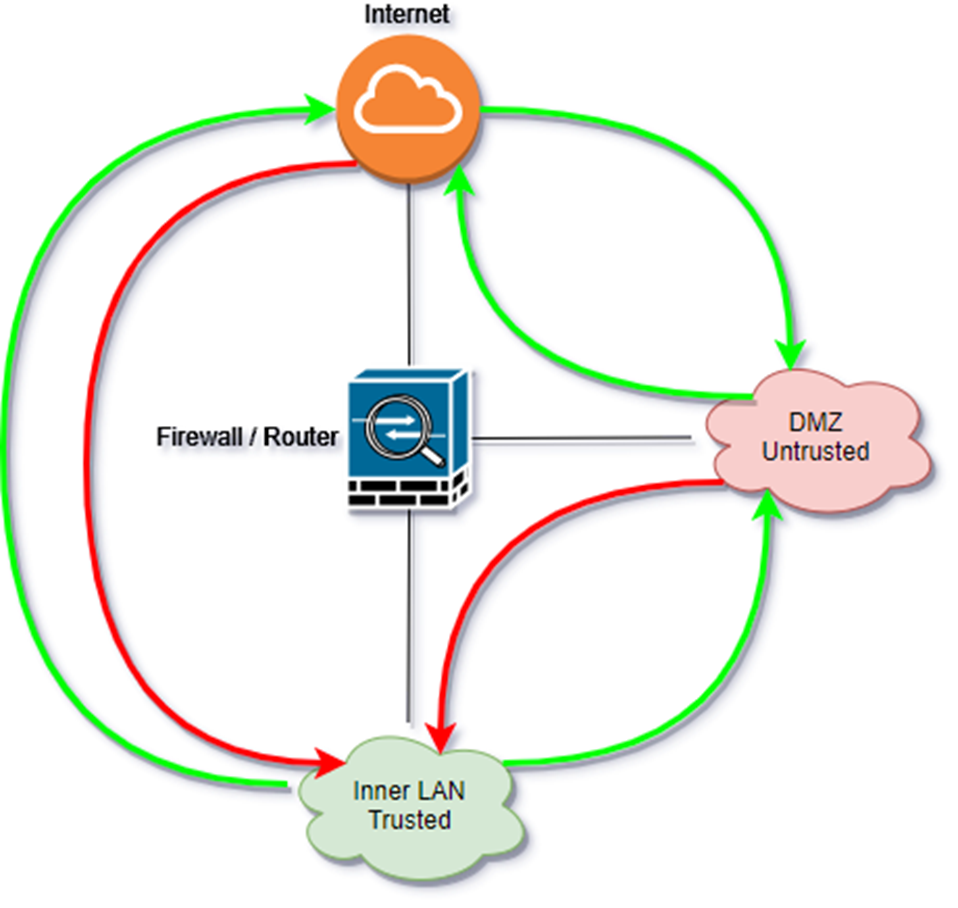 Internet
Firewall / Router
DMZ
Untrusted
Inner LAN
Trusted